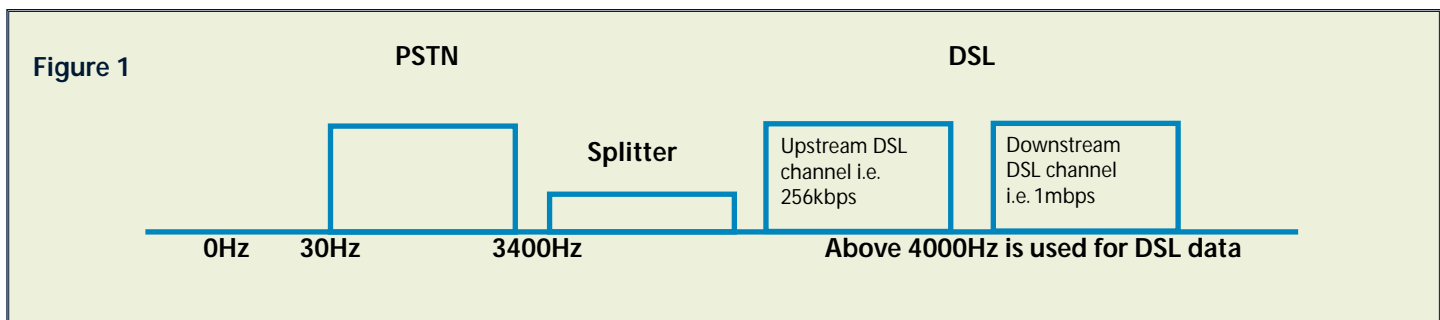 PSTN
DSL
Figure 1
Splitter
Upstream DSL
channel i.e.
256kbps
Downstream
DSL channel
i.e. 1mbps
0Hz
30Hz
3400Hz
Above 4000Hz is used for DSL data